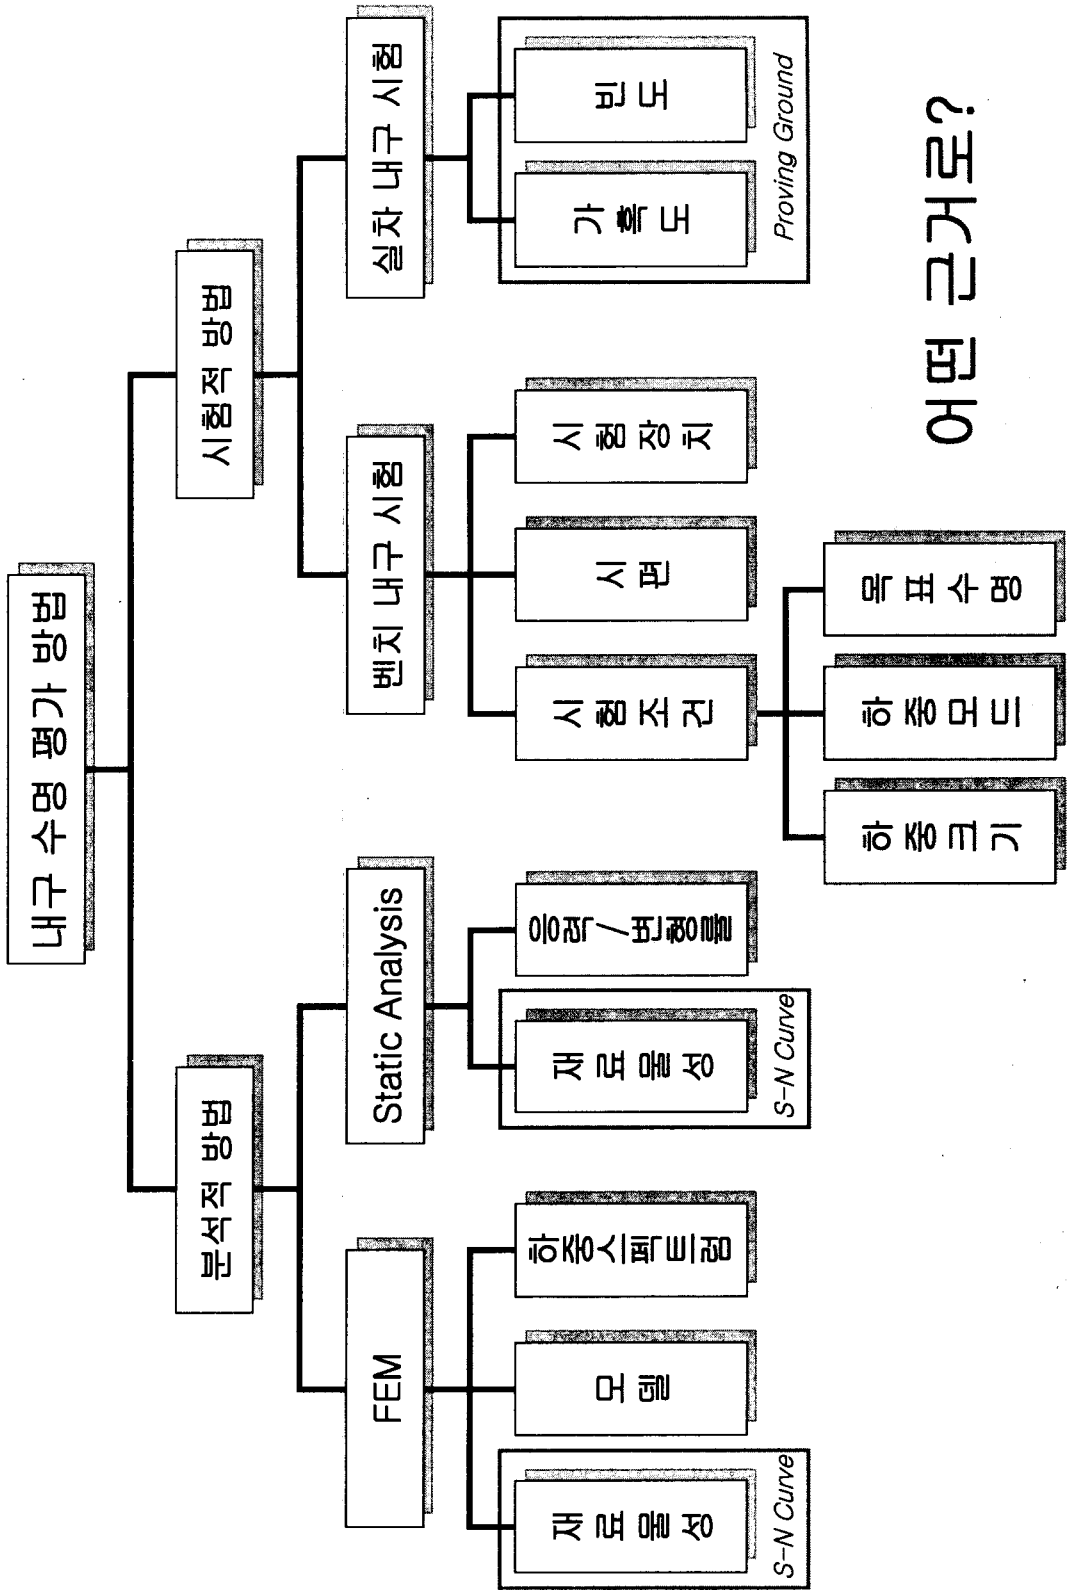 내구 수명 평가 방법
분석적 방법
시험적 방법
FEM
Static Analysis
벤치 내구 시험
실차 내구 시험
재료물성
모델
하중스펙트럼
재료물성
응력/변형률
시험조건
시편
시험장치
가혹도
빈도
S-N Curve
S-N Curve
Proving Ground
하중크기
하중모드
목표수명
어떤 근거로?